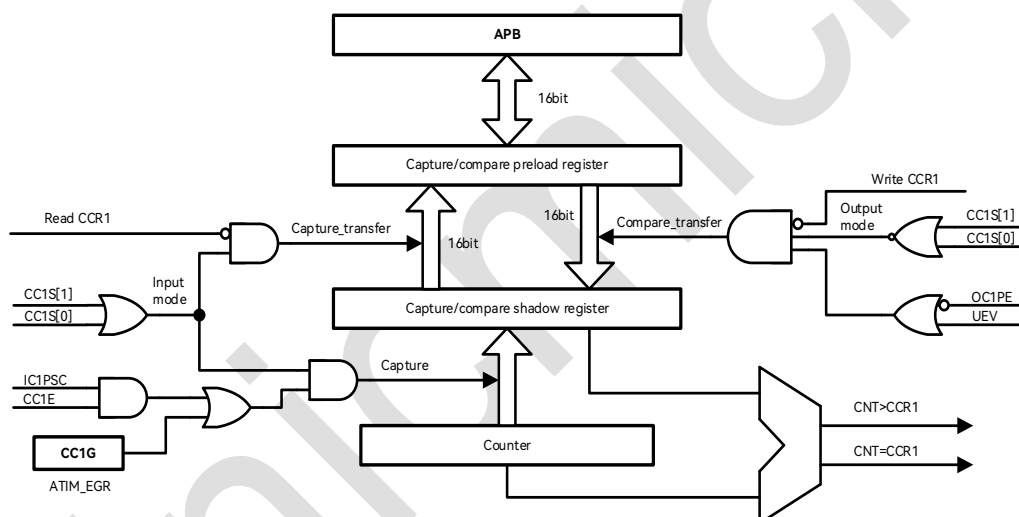 APB
16bit
Capture/compare preload register
Write CCR1
Read CCR1
Capture_transfer
16bit
16bit
Compare_transfer
Output
mode
CC1S[1]
CC1S[0]
CC1S[1]
CC1S[0]
Input
mode
Capture/compare shadow register
OC1PE
UEV
IC1PSC
CC1E
Capture
CC1G
ATIM_EGR
Counter
CNT>CCR1
CNT=CCR1